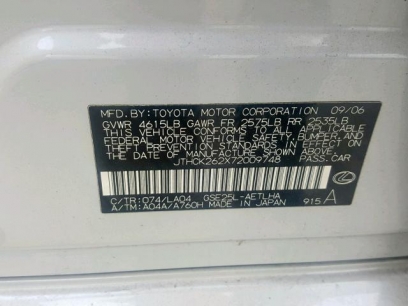 MFD. BY: TOYOTA MOTOR CORPORATION 09/06
GVWR 4615LB GAWR FR 2575LB RR 2535LB
THIS VEHICLE CONFORMS TO ALL APPLICABLE
FEDERAL MOTOR VEHICLE SAFETY, BUMPER, AND
THEFT PREVENTION STANDARDS IN EFFECT ON
THE DATE OF MANUFACTURE SHOWN ABOVE.
JTHCK262X72009748 PASS.CAR
C/TR: 074/LA04 GSE25L-AETLHA
A/TM: A04A/A760H MADE IN JAPAN 915 A